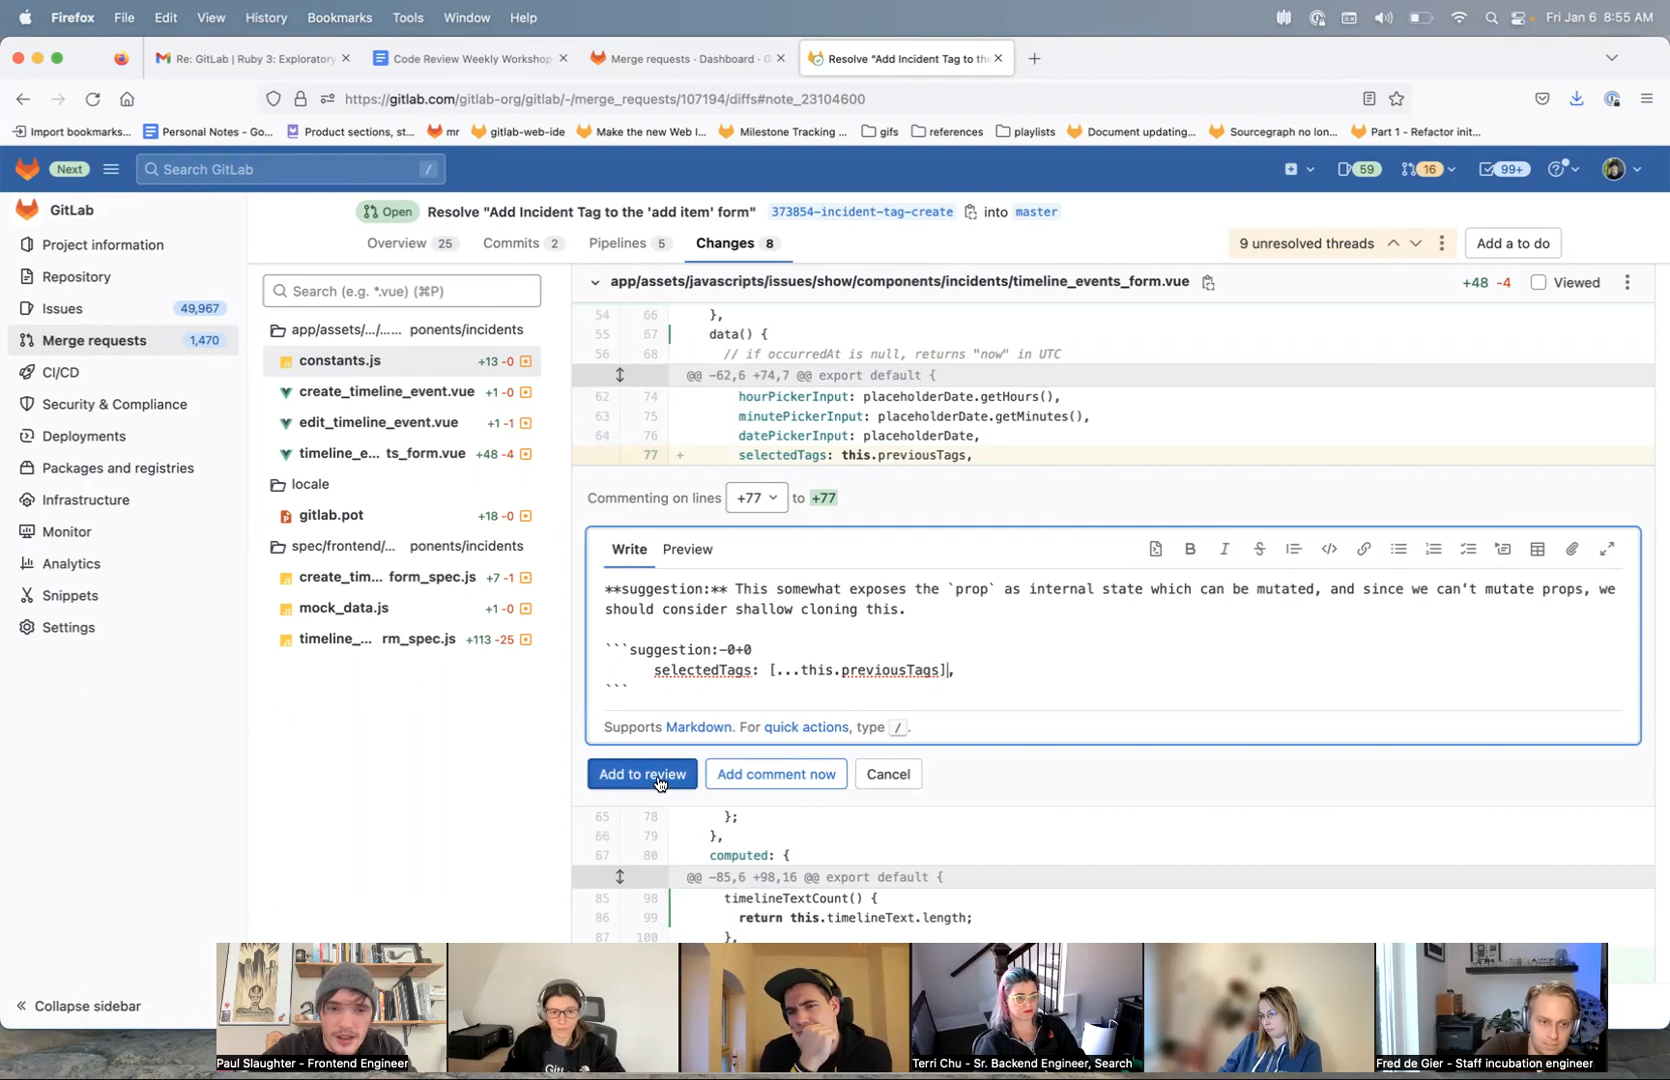 Firefox File Edit View History Bookmarks Tools Window Help Fri Jan 6 8:55 AM
Re: GitLab | Ruby 3: Exploratory
Code Review Weekly Workshop
Merge requests · Dashboard · G
Resolve "Add Incident Tag to the
https://gitlab.com/gitlab-org/gitlab/-/merge_requests/107194/diffs#note_23104600
Import bookmarks... Personal Notes - Go... Product sections, st... mr gitlab-web-ide Make the new Web I... Milestone Tracking ... gifs references playlists Document updating... Sourcegraph no lon... Part 1 - Refactor init...
Next Search GitLab / 59 16 99+
GitLab
Project information
Repository
Issues 49,967
Merge requests 1,470
CI/CD
Security & Compliance
Deployments
Packages and registries
Infrastructure
Monitor
Analytics
Snippets
Settings
Collapse sidebar
Open Resolve "Add Incident Tag to the 'add item' form" 373854-incident-tag-create into master
Overview 25 Commits 2 Pipelines 5 Changes 8 9 unresolved threads Add a to do
Search (e.g. *.vue) (⌘P)
app/assets/.../...... ponents/incidents
constants.js +13 -0
create_timeline_event.vue +1 -0
edit_timeline_event.vue +1 -1
timeline_e... ts_form.vue +48 -4
locale
gitlab.pot +18 -0
spec/frontend/... ponents/incidents
create_tim... form_spec.js +7 -1
mock_data.js +1 -0
timeline_... rm_spec.js +113 -25
app/assets/javascripts/issues/show/components/incidents/timeline_events_form.vue +48 -4 Viewed
54 66 },
55 67 data() {
56 68 // if occurredAt is null, returns "now" in UTC
@@ -62,6 +74,7 @@ export default {
62 74 hourPickerInput: placeholderDate.getHours(),
63 75 minutePickerInput: placeholderDate.getMinutes(),
64 76 datePickerInput: placeholderDate,
77 + selectedTags: this.previousTags,
Commenting on lines +77 to +77
Write Preview
**suggestion:** This somewhat exposes the `prop` as internal state which can be mutated, and since we can't mutate props, we
should consider shallow cloning this.
```suggestion:-0+0
selectedTags: [...this.previousTags],
```
Supports Markdown. For quick actions, type /.
Add to review Add comment now Cancel
65 78 };
66 79 },
67 80 computed: {
@@ -85,6 +98,16 @@ export default {
85 98 timelineTextCount() {
86 99 return this.timelineText.length;
87 100 },
Paul Slaughter - Frontend Engineer
Terri Chu - Sr. Backend Engineer, Search
Fred de Gier - Staff incubation engineer